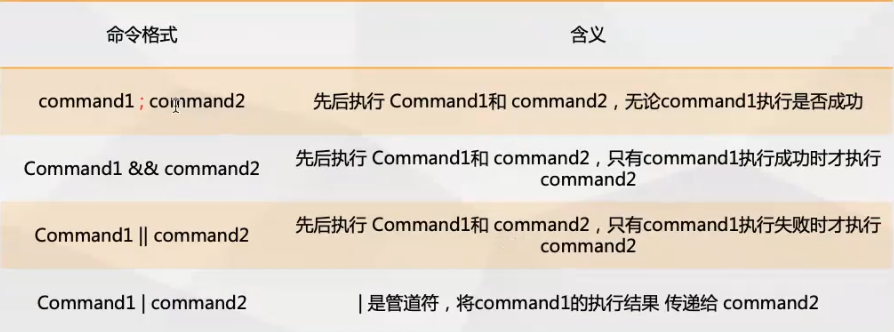 命令格式 含义
command1 ; command2 先后执行 Command1和 command2，无论command1执行是否成功
Command1 && command2 先后执行 Command1和 command2，只有command1执行成功时才执行
command2
Command1 || command2 先后执行 Command1和 command2，只有command1执行失败时才执行
command2
Command1 | command2 | 是管道符，将command1的执行结果 传递给 command2